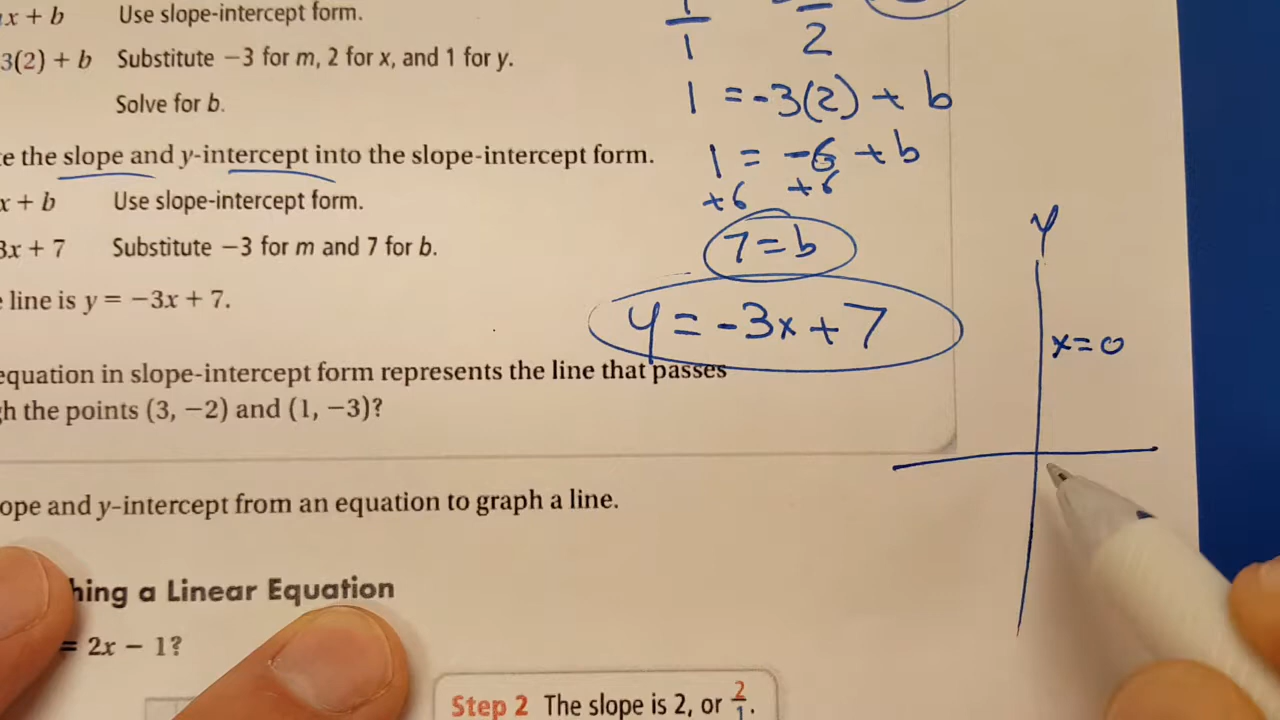 x + b Use slope-intercept form.
3(2) + b Substitute −3 for m, 2 for x, and 1 for y.
Solve for b.
the slope and y-intercept into the slope-intercept form.
x + b Use slope-intercept form.
3x + 7 Substitute −3 for m and 7 for b.
line is y = −3x + 7.
equation in slope-intercept form represents the line that passes
the points (3, −2) and (1, −3)?
and y-intercept from an equation to graph a line.
a Linear Equation
= 2x − 1?
Step 2 The slope is 2, or 2/1.
1
2
1 = -3(2) + b
1 = -6 + b
+6 +6
7 = b
y = -3x + 7
y
x = 0